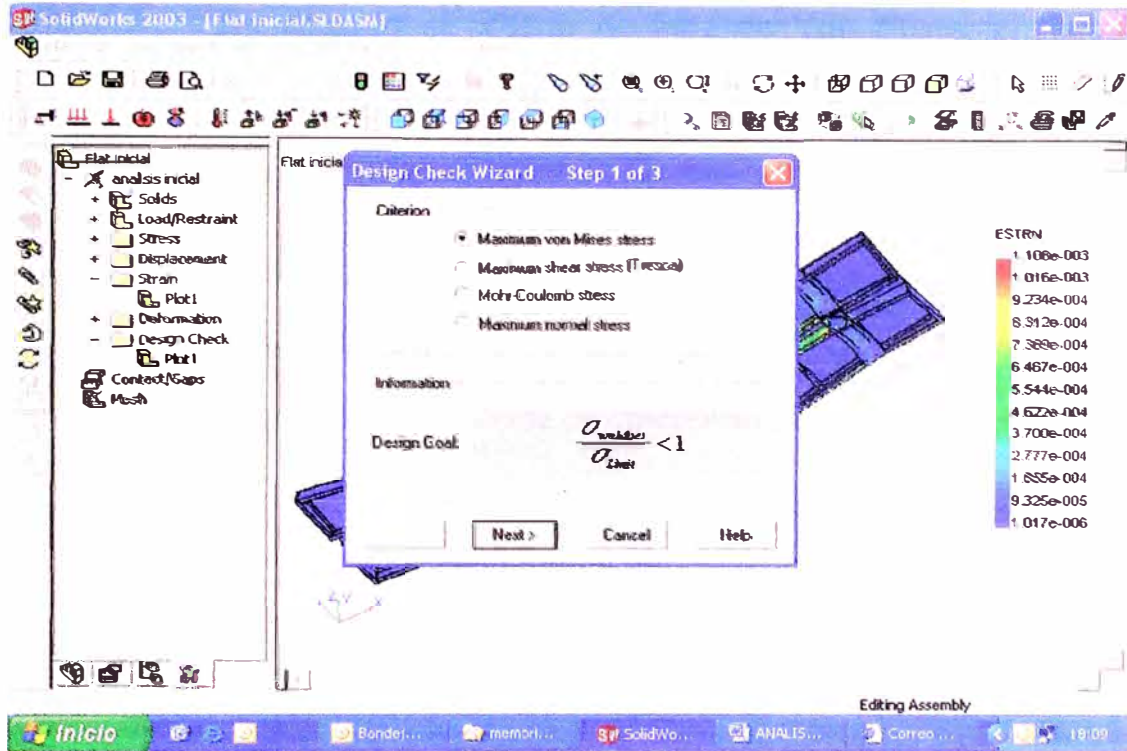 SolidWorks 2003 - [Flat inicial.SLDASM]
Flat inicial
analisis inicial
Solids
Load/Restraint
Stress
Displacement
Strain
Plot1
Deformation
Design Check
Plot1
Contact/Gaps
Mesh
Flat inicia
Design Check Wizard Step 1 of 3
Criterion
Maximum von Mises stress
Maximum shear stress (Tresca)
Mohr-Coulomb stress
Maximum normal stress
Information
Design Goal:
σ vonMises
σ Limit
<1
Next >
Cancel
Help
ESTRN
1.108e-003
1.016e-003
9.234e-004
8.312e-004
7.389e-004
6.467e-004
5.544e-004
4.622e-004
3.700e-004
2.777e-004
1.855e-004
9.325e-005
1.017e-006
Z Y X
Editing Assembly
Inicio
Bandej...
memori...
SolidWo...
ANALIS...
Correo ...
18:09